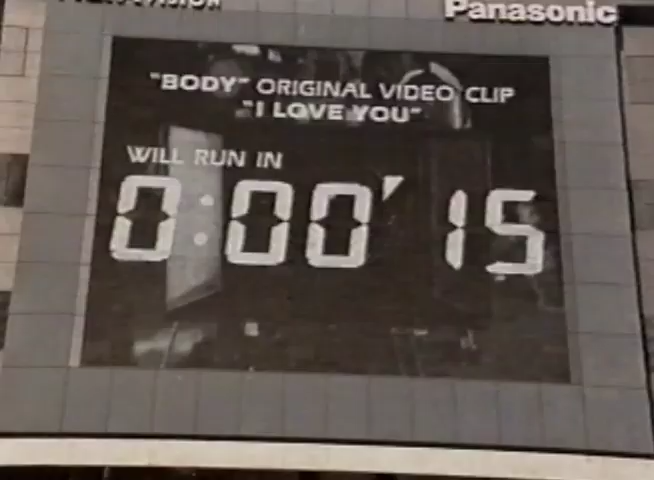 Panasonic
"BODY" ORIGINAL VIDEO CLIP
"I LOVE YOU"
WILL RUN IN
0:00'15